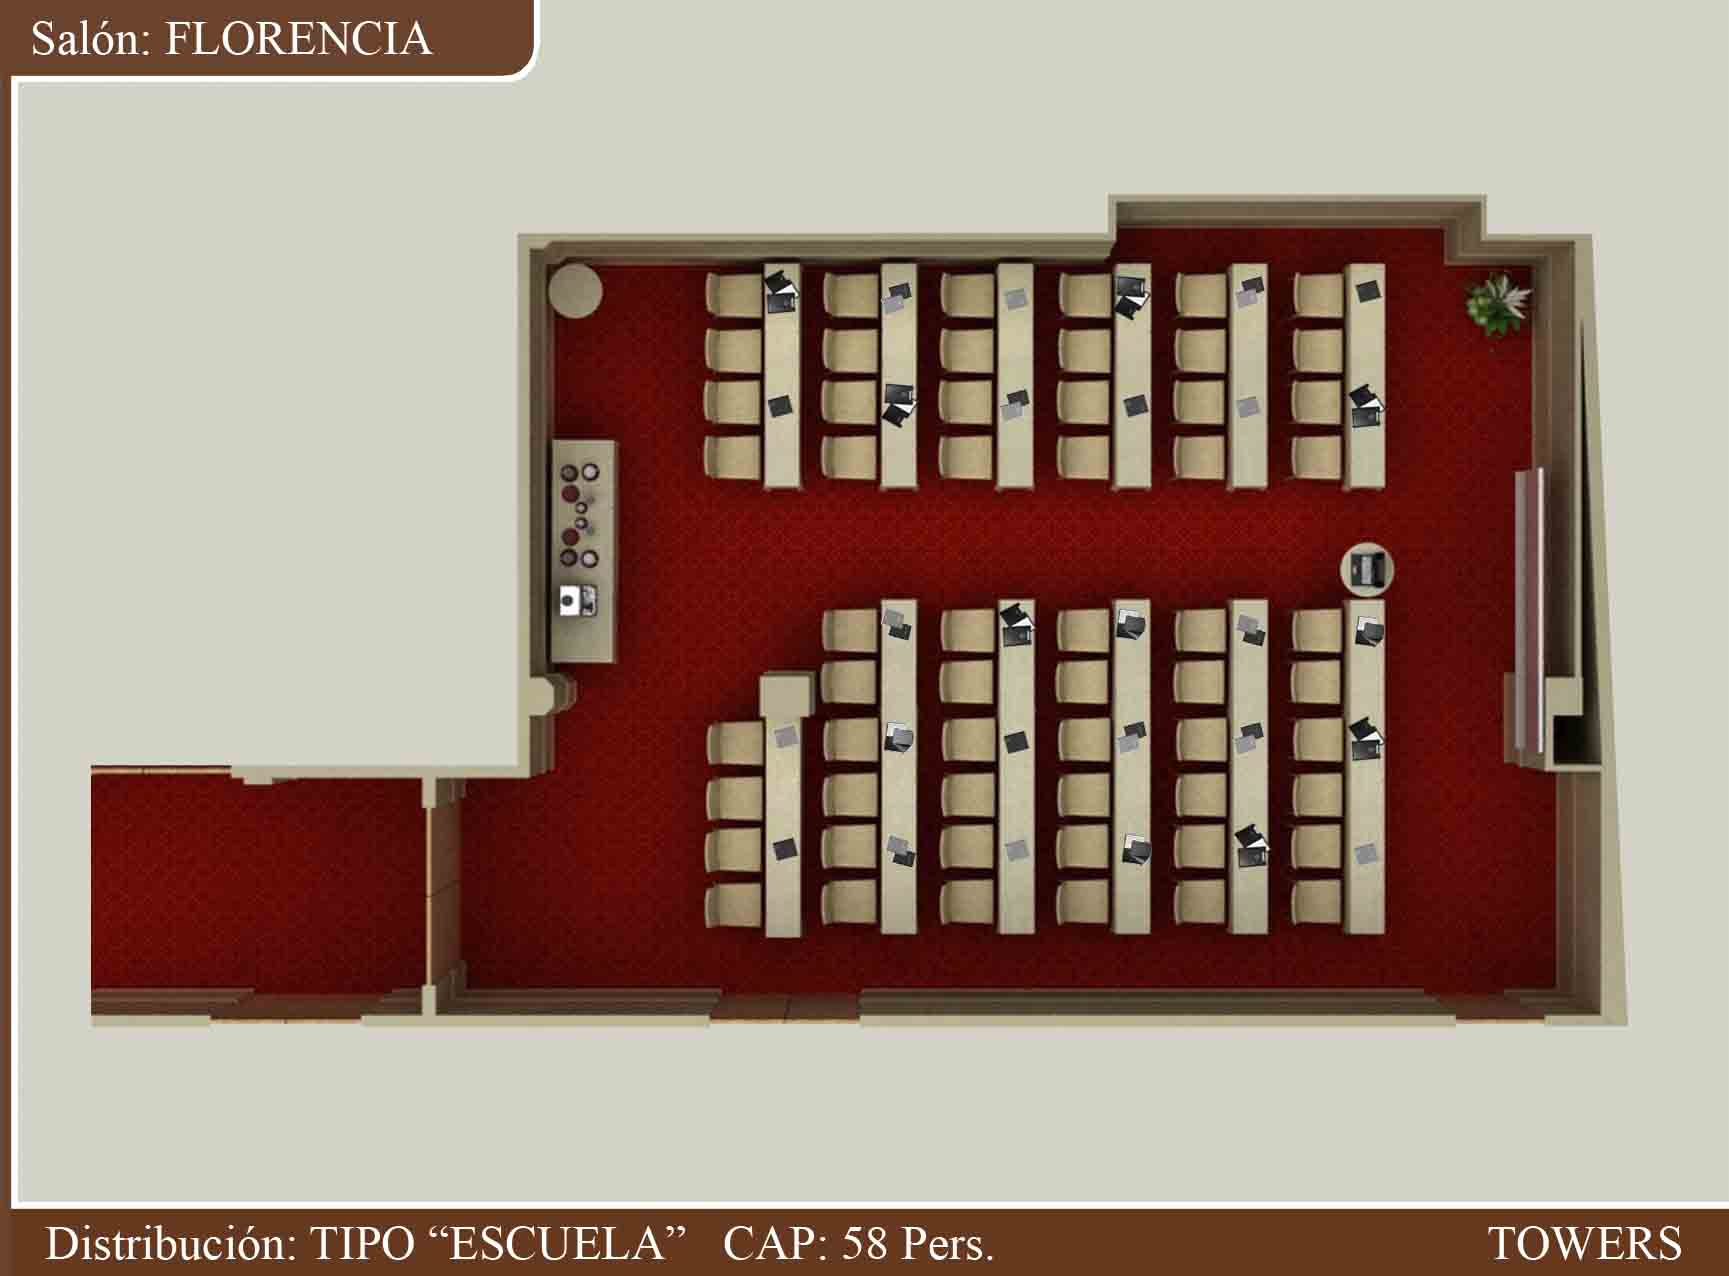 Salón: FLORENCIA
Distribución: TIPO “ESCUELA” CAP: 58 Pers.
TOWERS